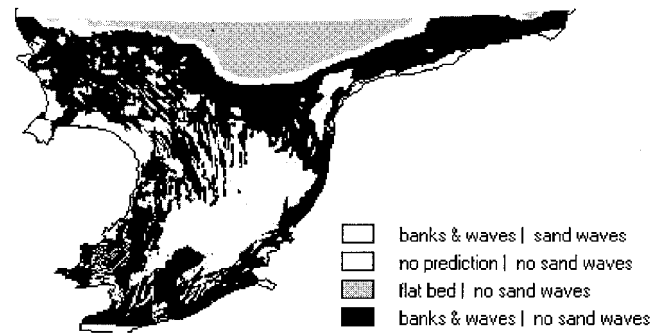 banks & waves | sand waves
no prediction | no sand waves
flat bed | no sand waves
banks & waves | no sand waves